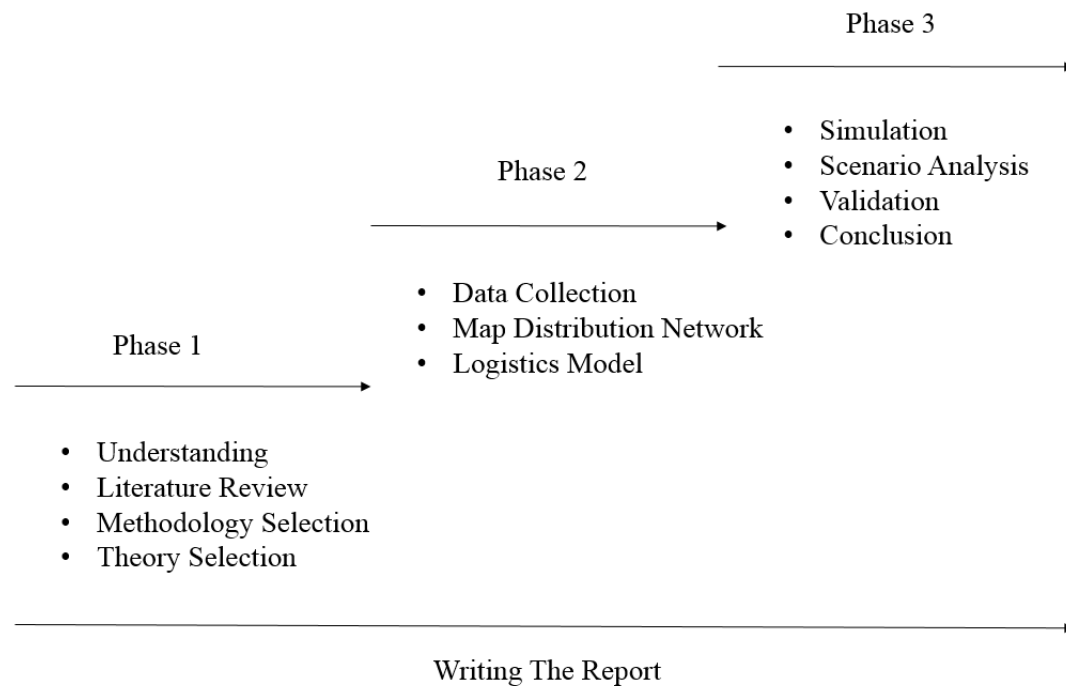 Phase 1
• Understanding
• Literature Review
• Methodology Selection
• Theory Selection
Phase 2
• Data Collection
• Map Distribution Network
• Logistics Model
Phase 3
• Simulation
• Scenario Analysis
• Validation
• Conclusion
Writing The Report